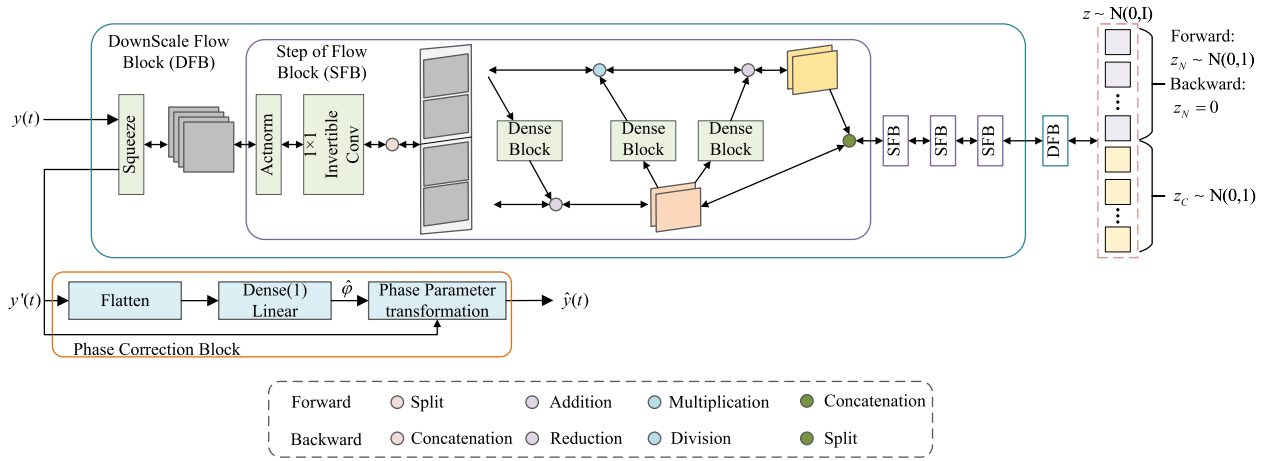 z ~ N(0,I)
DownScale Flow
Block (DFB)
Step of Flow
Block (SFB)
Forward:
z_N ~ N(0,1)
Backward:
z_N = 0
y(t)
Squeeze
Actnorm
1×1
Invertible
Conv
Dense
Block
Dense
Block
Dense
Block
SFB
SFB
SFB
DFB
z_C ~ N(0,1)
y'(t)
Flatten
Dense(1)
Linear
φ̂
Phase Parameter
transformation
ŷ(t)
Phase Correction Block
Forward Split Addition Multiplication Concatenation
Backward Concatenation Reduction Division Split